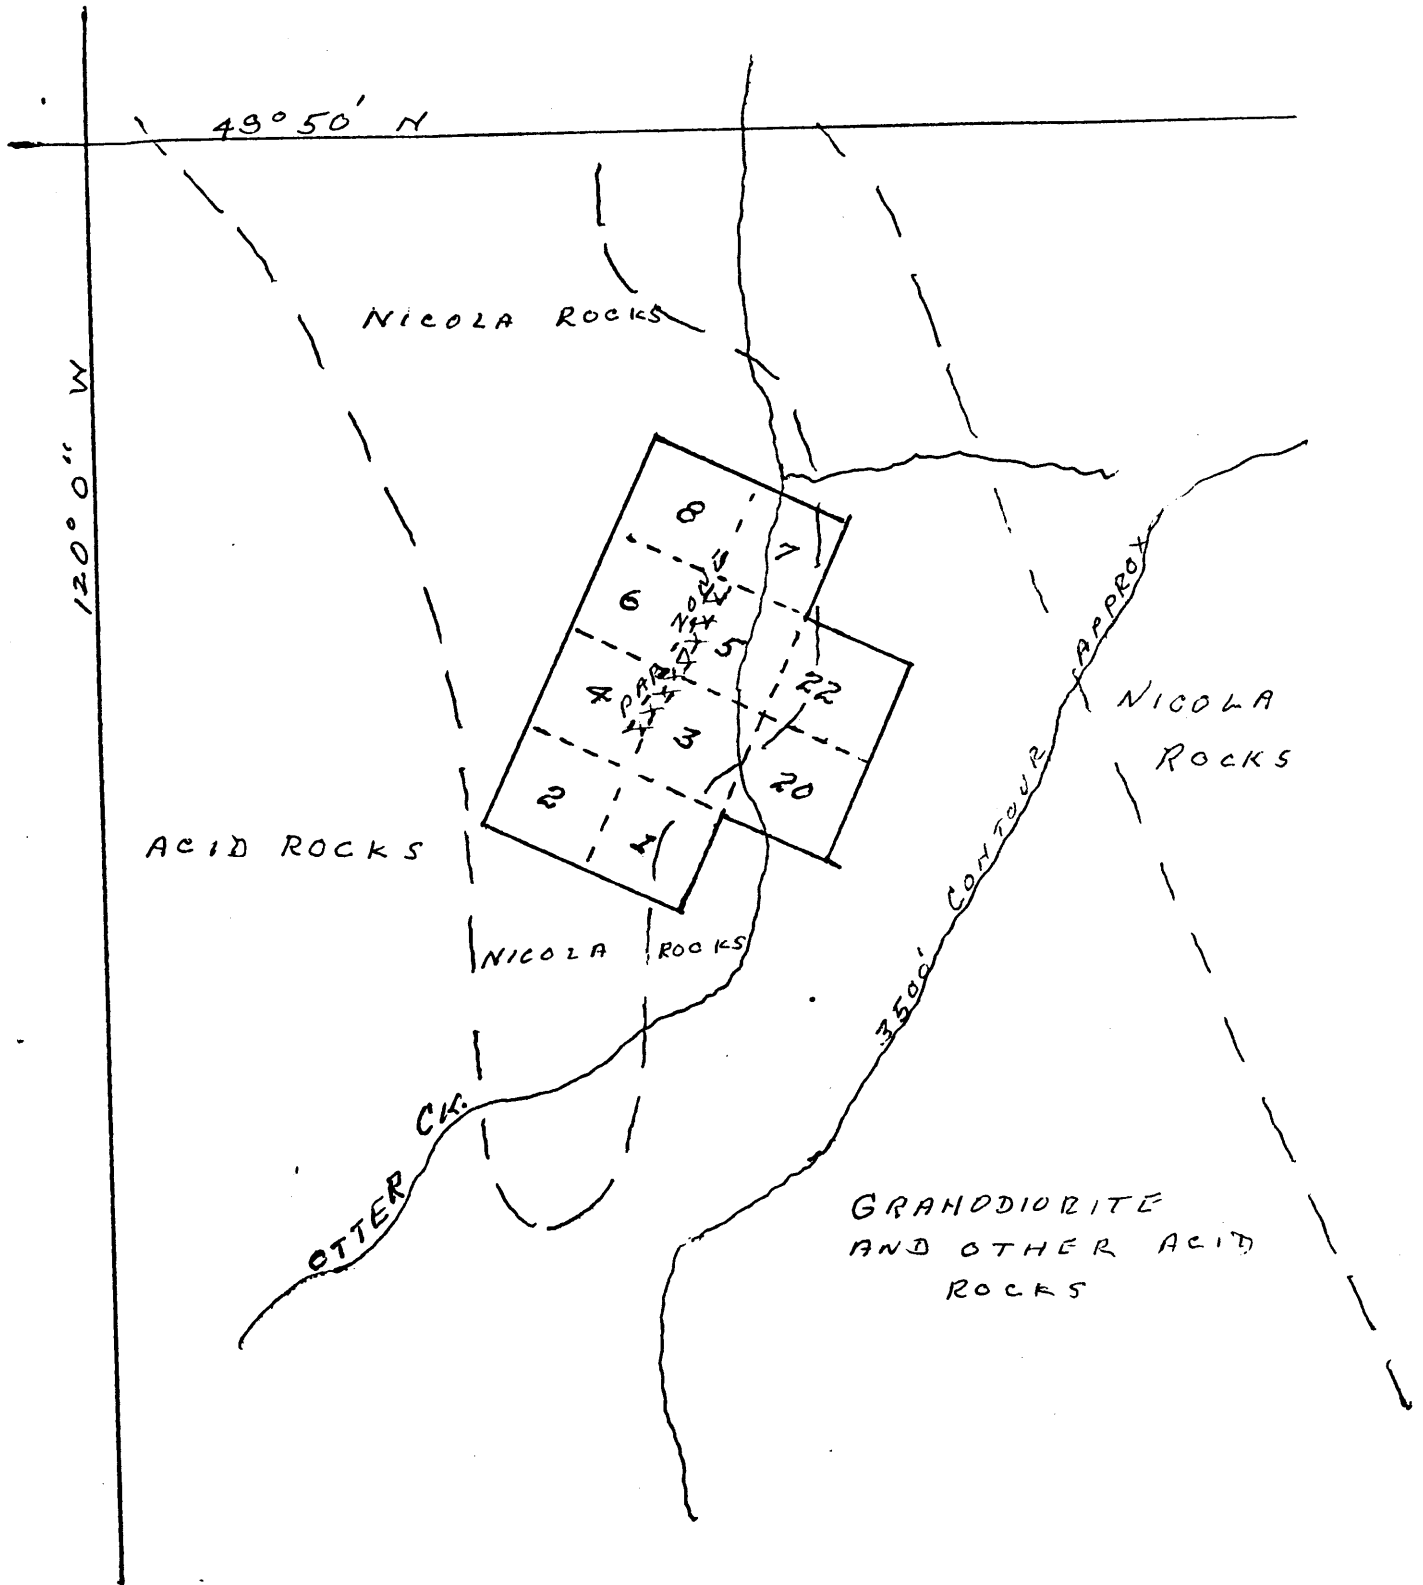 49° 50' N
120° 0" W
NICOLA ROCKS
8
7
6
5
4
3
22
2
1
20
ACID ROCKS
NICOLA ROCKS
NICOLA
ROCKS
3500' CONTOUR APPROX
OTTER CK.
GRANODIORITE
AND OTHER ACID
ROCKS